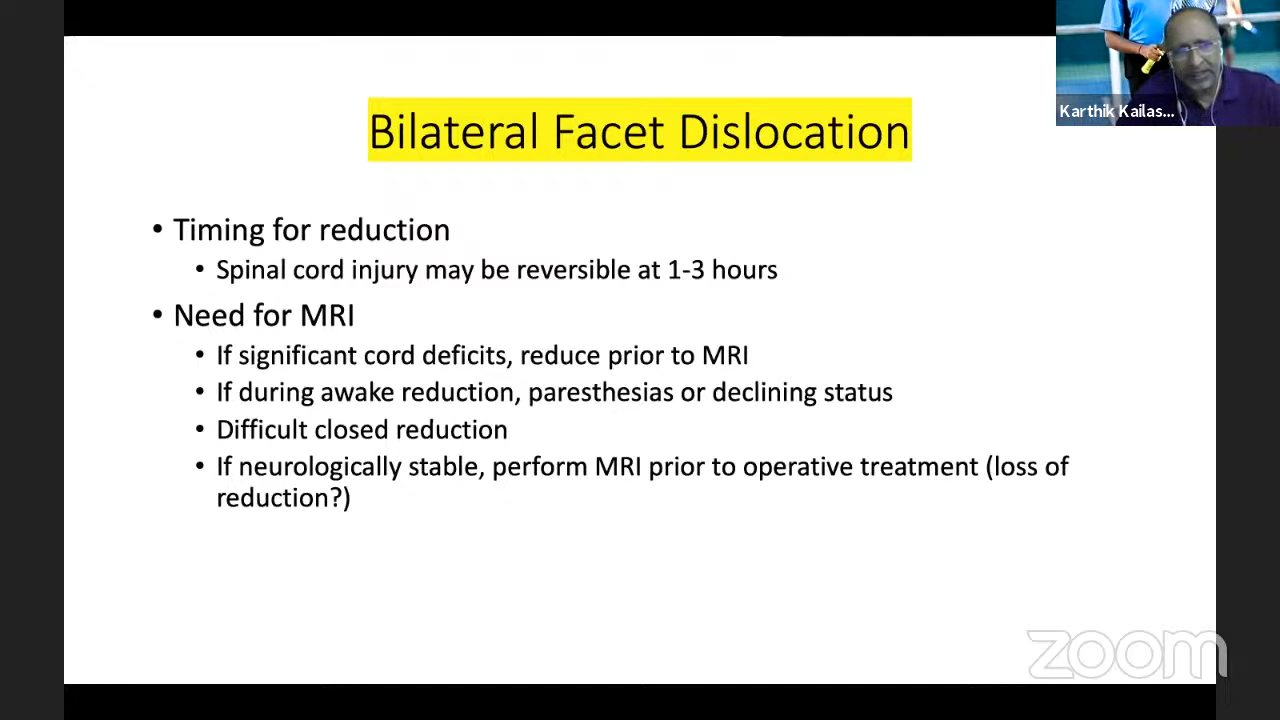 Karthik Kailas...
Bilateral Facet Dislocation
• Timing for reduction
• Spinal cord injury may be reversible at 1-3 hours
• Need for MRI
• If significant cord deficits, reduce prior to MRI
• If during awake reduction, paresthesias or declining status
• Difficult closed reduction
• If neurologically stable, perform MRI prior to operative treatment (loss of
reduction?)
zoom